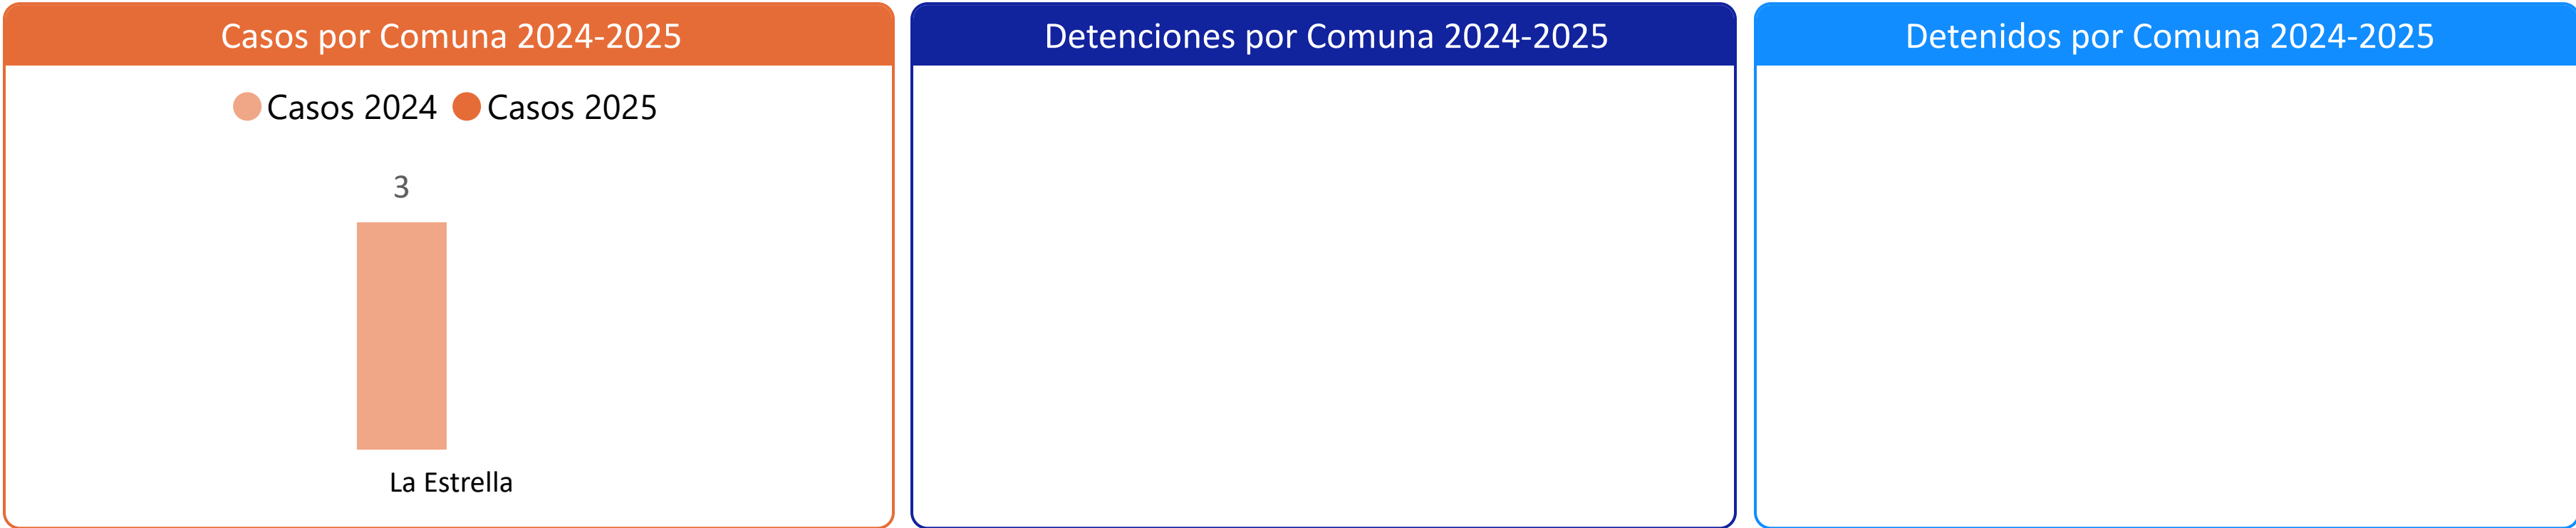 Casos por Comuna 2024-2025
Casos 2024 Casos 2025
3
La Estrella
Detenciones por Comuna 2024-2025
Detenidos por Comuna 2024-2025